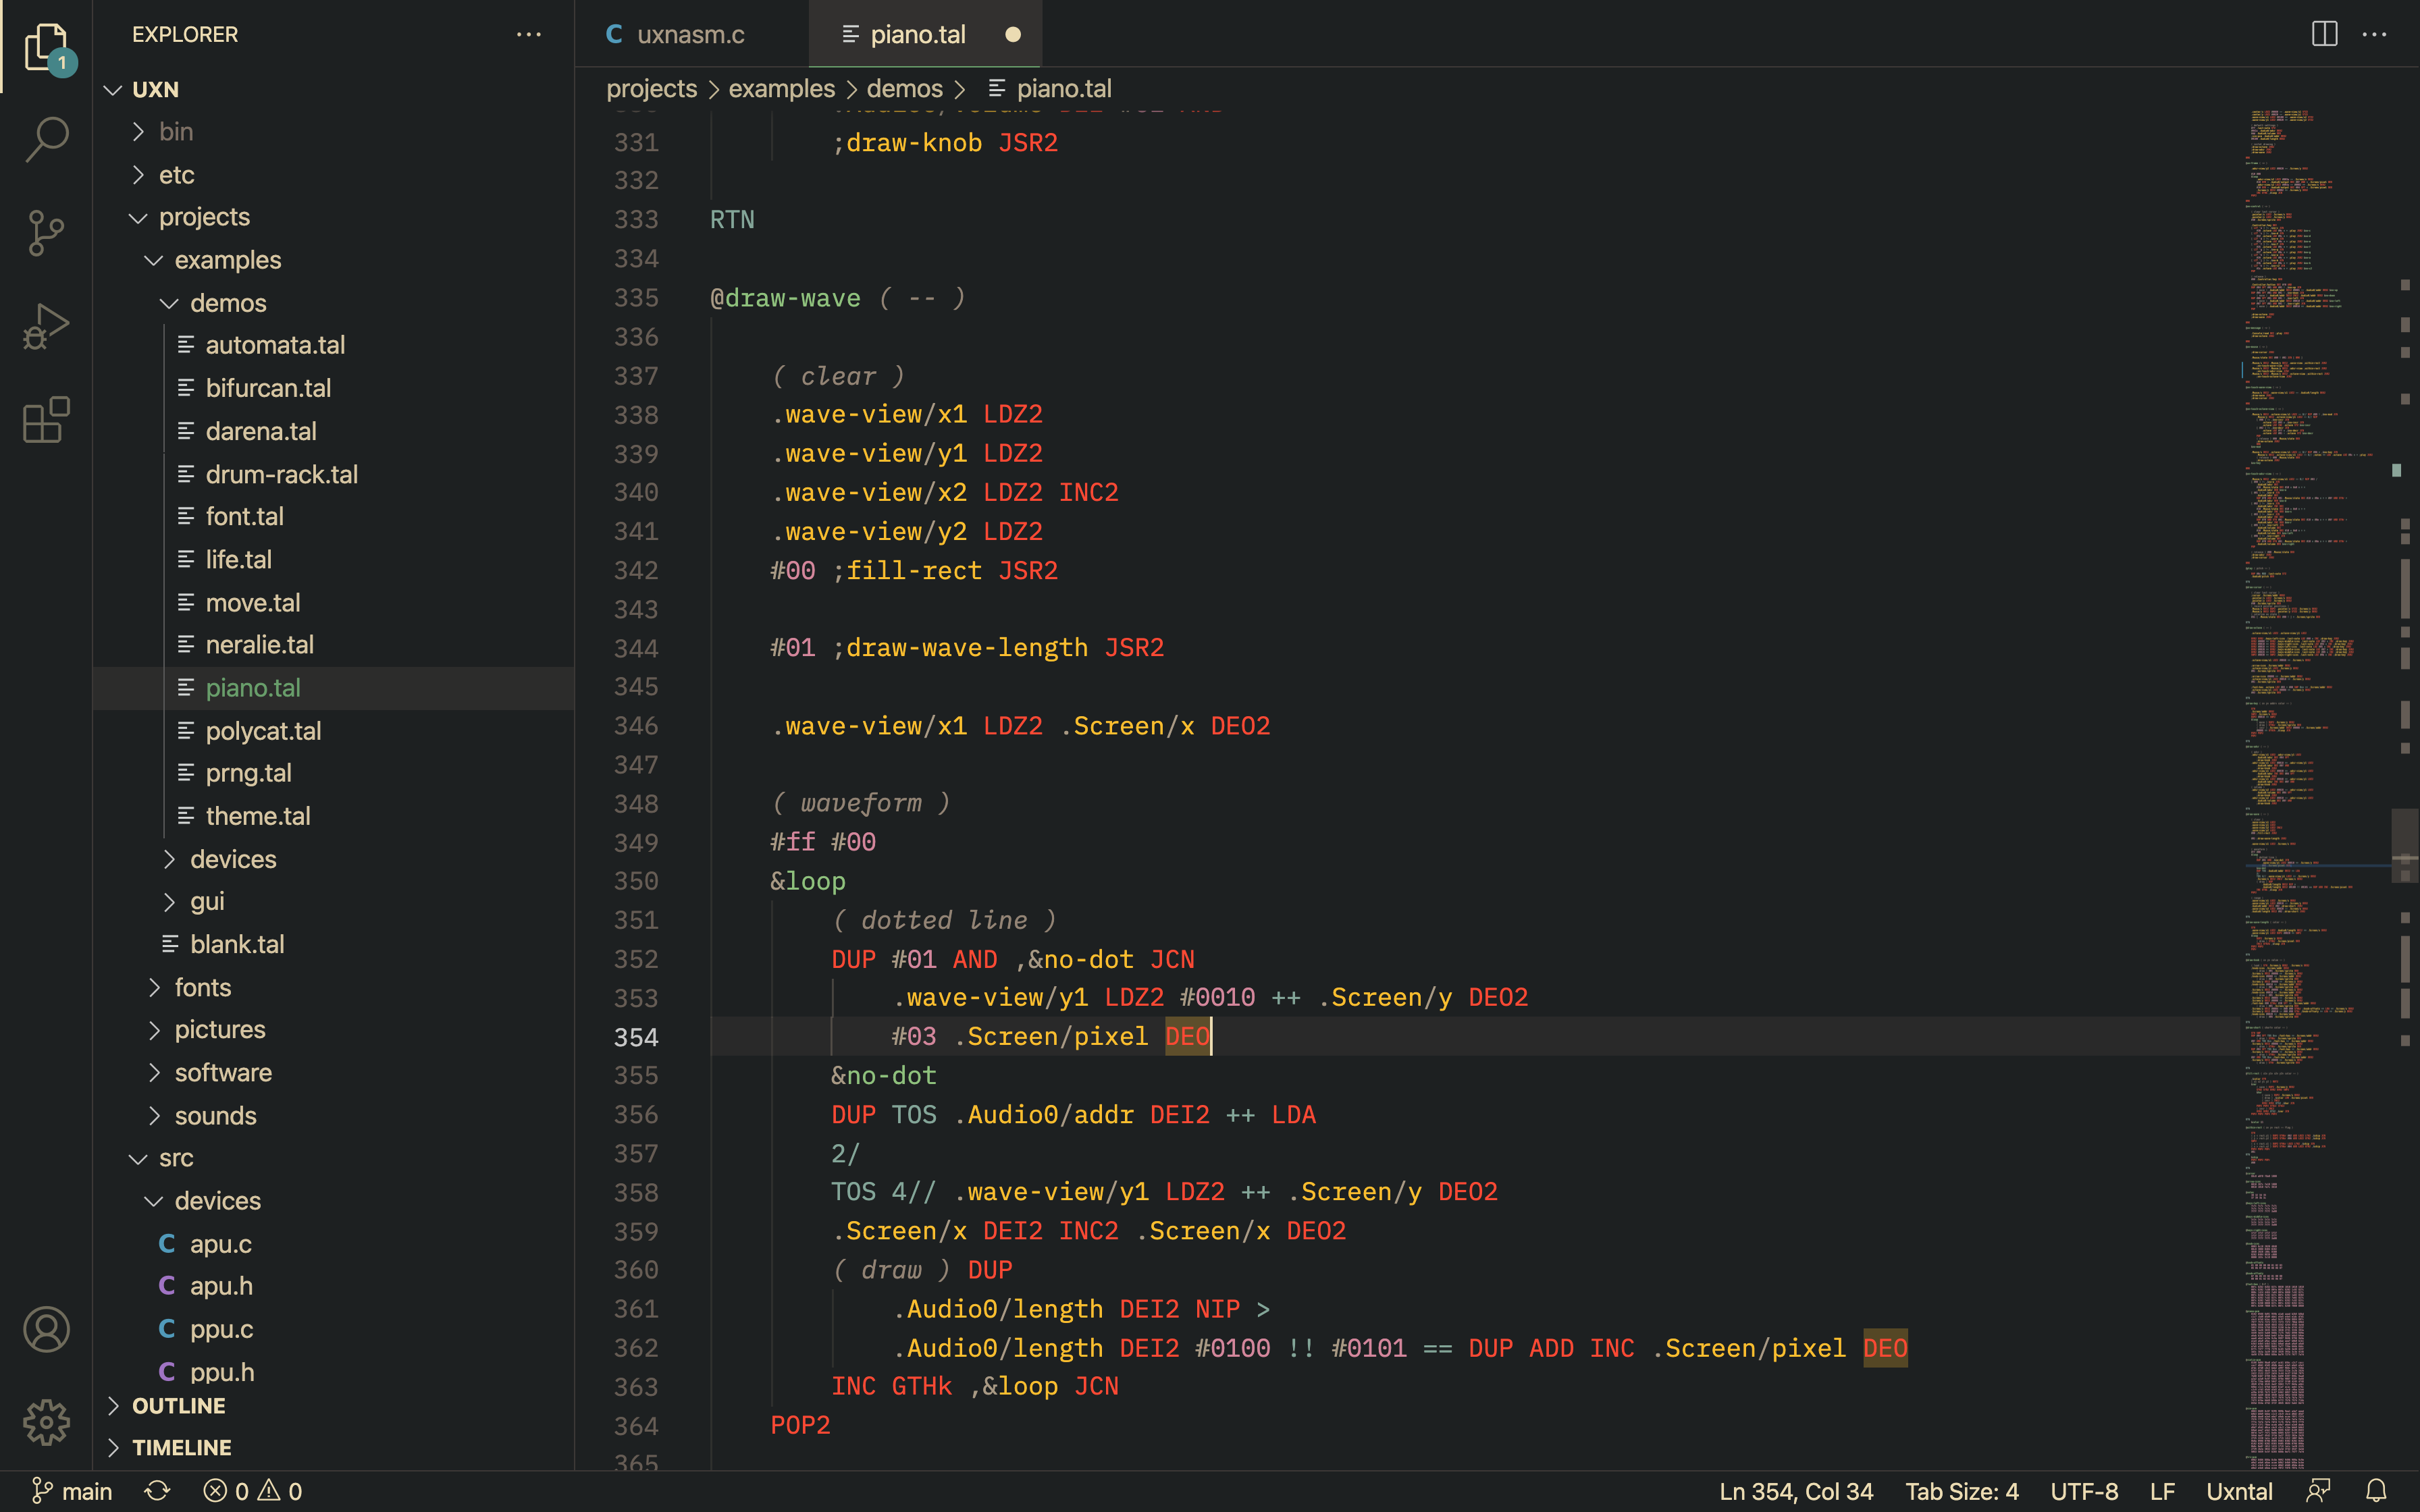 EXPLORER
1
UXN
bin
etc
projects
examples
demos
automata.tal
bifurcan.tal
darena.tal
drum-rack.tal
font.tal
life.tal
move.tal
neralie.tal
piano.tal
polycat.tal
prng.tal
theme.tal
devices
gui
blank.tal
fonts
pictures
software
sounds
src
devices
C apu.c
C apu.h
C ppu.c
C ppu.h
OUTLINE
TIMELINE
C uxnasm.c
piano.tal
projects > examples > demos > piano.tal
331 ;draw-knob JSR2
332
333 RTN
334
335 @draw-wave ( -- )
336
337 ( clear )
338 .wave-view/x1 LDZ2
339 .wave-view/y1 LDZ2
340 .wave-view/x2 LDZ2 INC2
341 .wave-view/y2 LDZ2
342 #00 ;fill-rect JSR2
343
344 #01 ;draw-wave-length JSR2
345
346 .wave-view/x1 LDZ2 .Screen/x DEO2
347
348 ( waveform )
349 #ff #00
350 &loop
351 ( dotted line )
352 DUP #01 AND ,&no-dot JCN
353 .wave-view/y1 LDZ2 #0010 ++ .Screen/y DEO2
354 #03 .Screen/pixel DEO
355 &no-dot
356 DUP TOS .Audio0/addr DEI2 ++ LDA
357 2/
358 TOS 4// .wave-view/y1 LDZ2 ++ .Screen/y DEO2
359 .Screen/x DEI2 INC2 .Screen/x DEO2
360 ( draw ) DUP
361 .Audio0/length DEI2 NIP >
362 .Audio0/length DEI2 #0100 !! #0101 == DUP ADD INC .Screen/pixel DEO
363 INC GTHk ,&loop JCN
364 POP2
365
main
0 0
Ln 354, Col 34
Tab Size: 4
UTF-8
LF
Uxntal